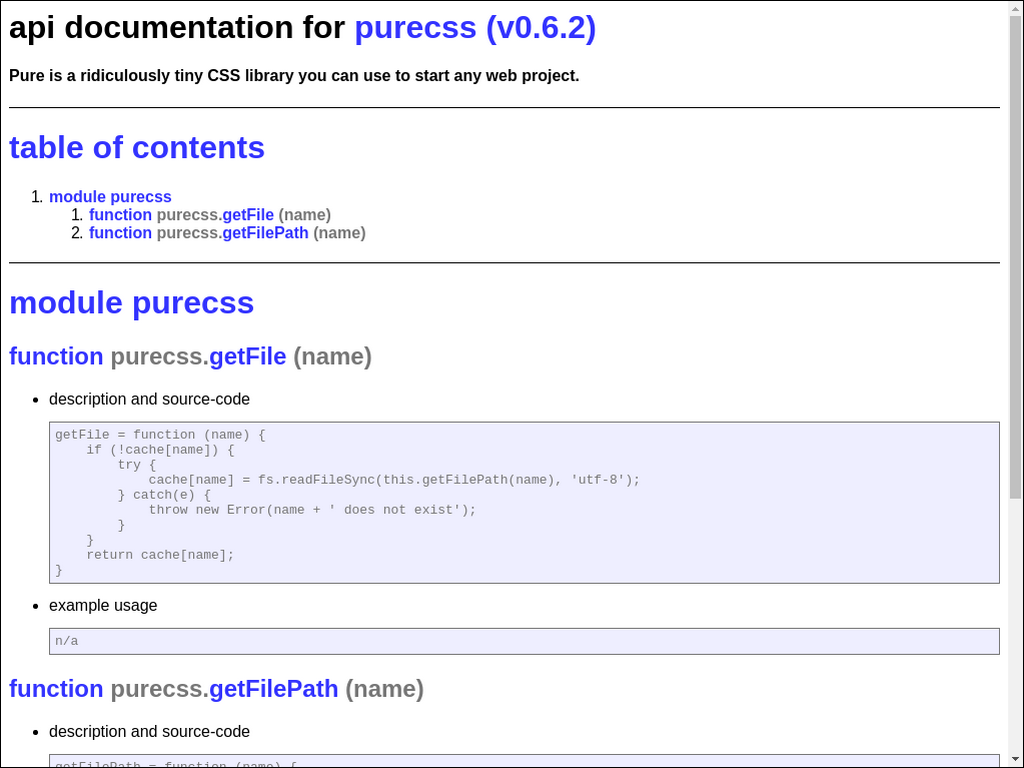 api documentation for purecss (v0.6.2)
Pure is a ridiculously tiny CSS library you can use to start any web project.
table of contents
1. module purecss
1. function purecss.getFile (name)
2. function purecss.getFilePath (name)
module purecss
function purecss.getFile (name)
• description and source-code
getFile = function (name) {
    if (!cache[name]) {
        try {
            cache[name] = fs.readFileSync(this.getFilePath(name), 'utf-8');
        } catch(e) {
            throw new Error(name + ' does not exist');
        }
    }
    return cache[name];
}
• example usage
n/a
function purecss.getFilePath (name)
• description and source-code
getFilePath = function (name) {